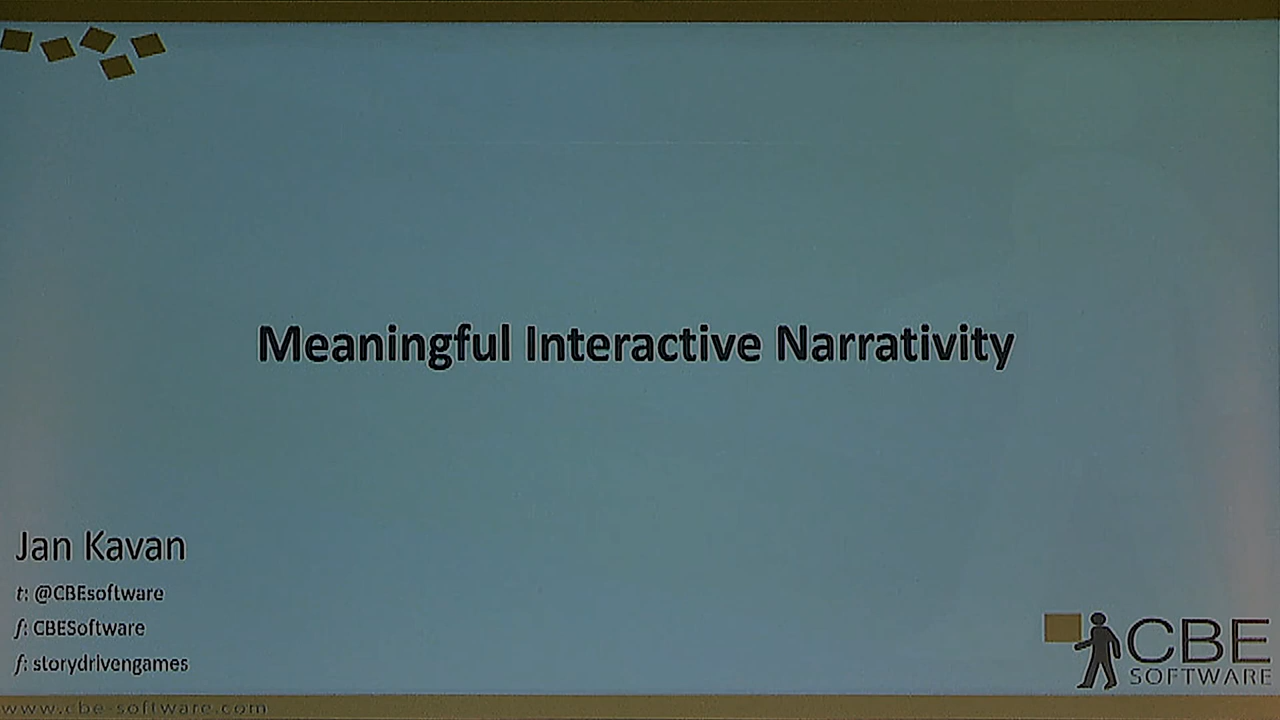 Meaningful Interactive Narrativity
Jan Kavan
t: @CBEsoftware
f: CBESoftware
f: storydrivengames
CBE
SOFTWARE
www.cbe-software.com